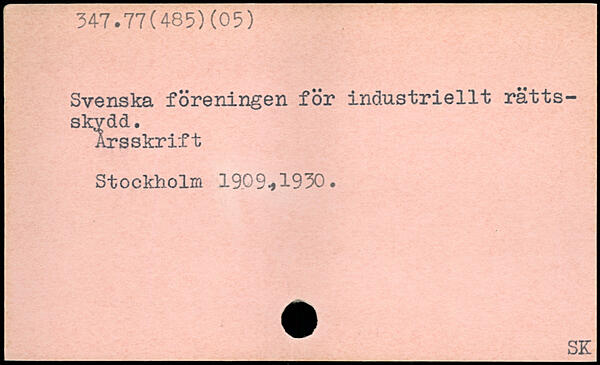 347.77(485)(05)
Svenska föreningen för industriellt rätts-
skydd.
Årsskrift
Stockholm 1909,,1930.
SK